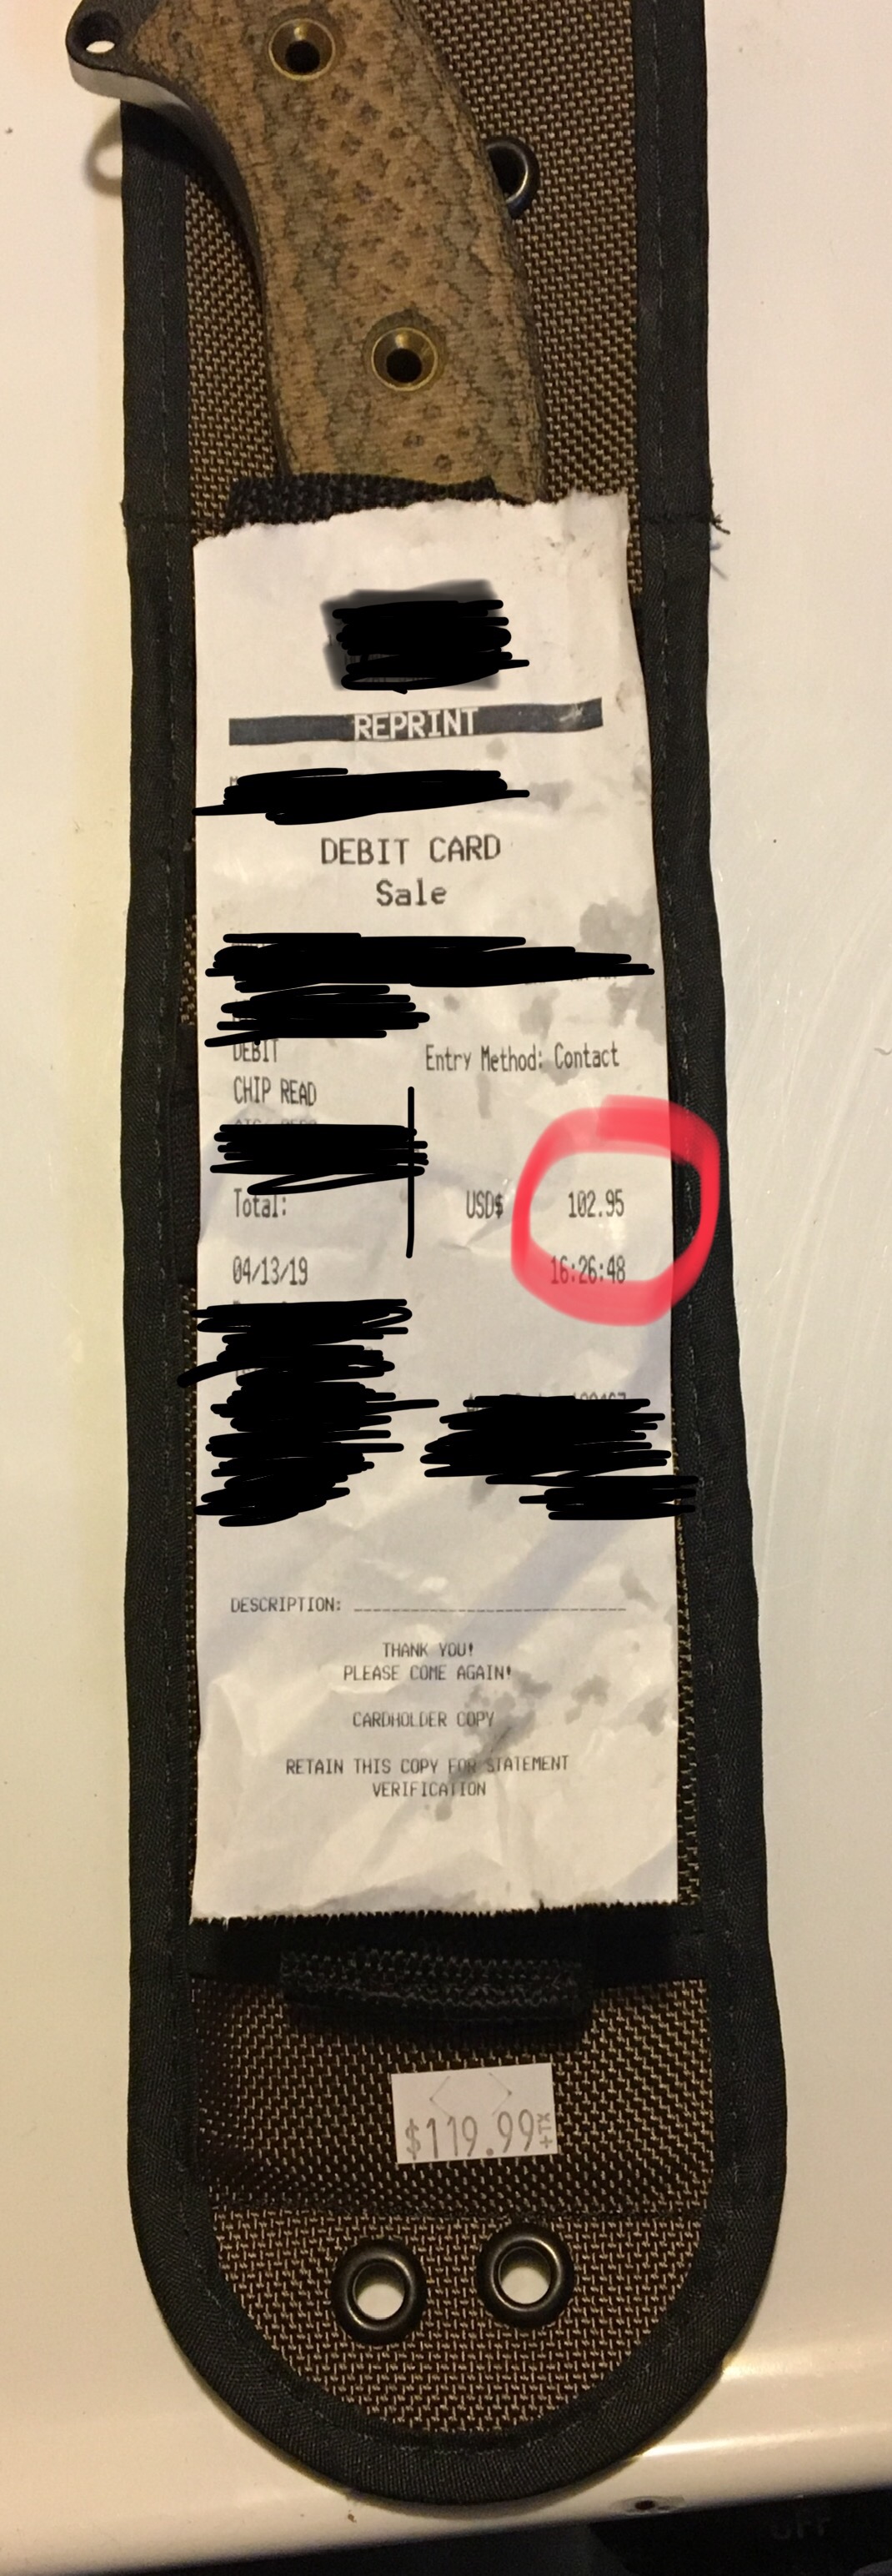 REPRINT
DEBIT CARD
Sale
DEBIT Entry Method: Contact
CHIP READ
Total: USD$ 102.95
04/13/19 16:26:48
DESCRIPTION:
THANK YOU!
PLEASE COME AGAIN!
CARDHOLDER COPY
RETAIN THIS COPY FOR STATEMENT
VERIFICATION
$119.99
OFF